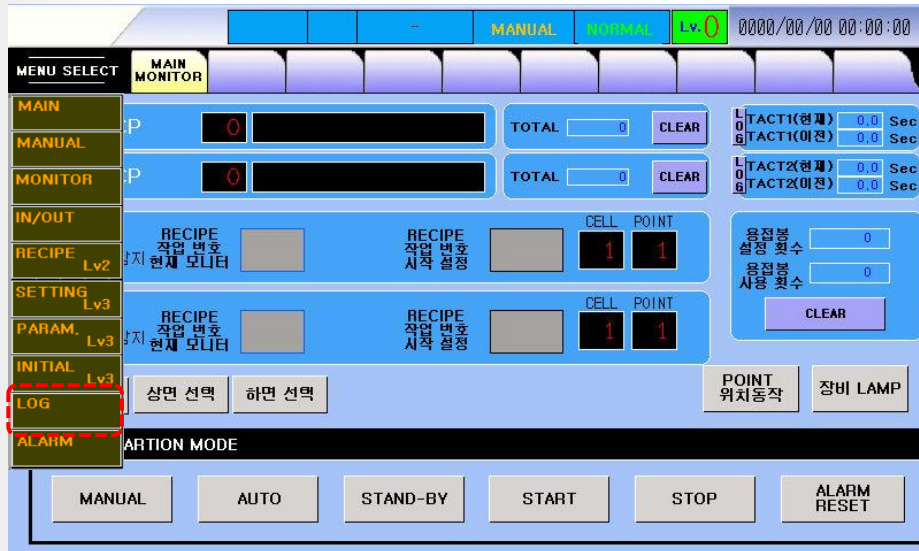 - MANUAL NORMAL Lv. 0 0000/00/00 00:00:00
MENU SELECT
MAIN
MONITOR
MAIN
MANUAL
MONITOR
IN/OUT
RECIPE
Lv2
SETTING
Lv3
PARAM.
Lv3
INITIAL
Lv3
LOG
ALARM
CP 0 TOTAL 0 CLEAR
LOG
TACT1(현재) 0.0 Sec
TACT1(이전) 0.0 Sec
CP 0 TOTAL 0 CLEAR
LOG
TACT2(현재) 0.0 Sec
TACT2(이전) 0.0 Sec
RECIPE
작업 번호
현재 모니터
RECIPE
작업 번호
시작 설정
CELL POINT
1 1
용접봉
설정 횟수
0
용접봉
사용 횟수
0
CLEAR
지
RECIPE
작업 번호
현재 모니터
RECIPE
작업 번호
시작 설정
CELL POINT
1 1
지
상면 선택
하면 선택
POINT
위치동작
장비 LAMP
ARTION MODE
MANUAL
AUTO
STAND-BY
START
STOP
ALARM
RESET